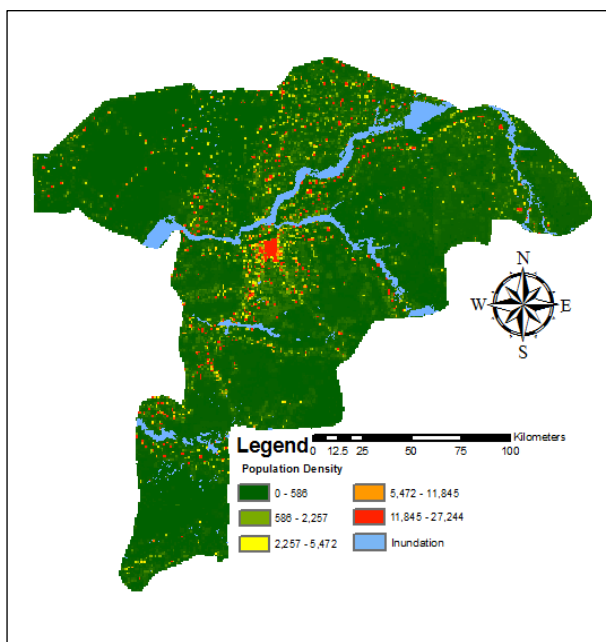 N
W E
S
Legend
0 12.5 25 50 75 100 Kilometers
Population Density
0 - 586 5,472 - 11,845
586 - 2,257 11,845 - 27,244
2,257 - 5,472 Inundation